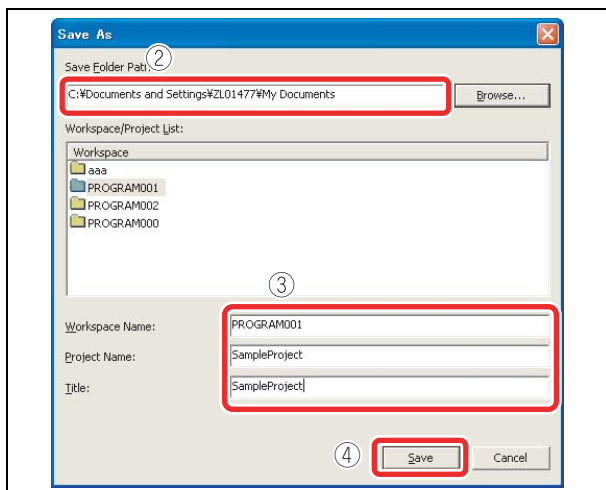 Save As
②
Save Folder Path:
C:¥Documents and Settings¥ZL01477¥My Documents
Browse...
Workspace/Project List:
Workspace
aaa
PROGRAM001
PROGRAM002
PROGRAM000
③
Workspace Name:
PROGRAM001
Project Name:
SampleProject
Title:
SampleProject
④
Save
Cancel